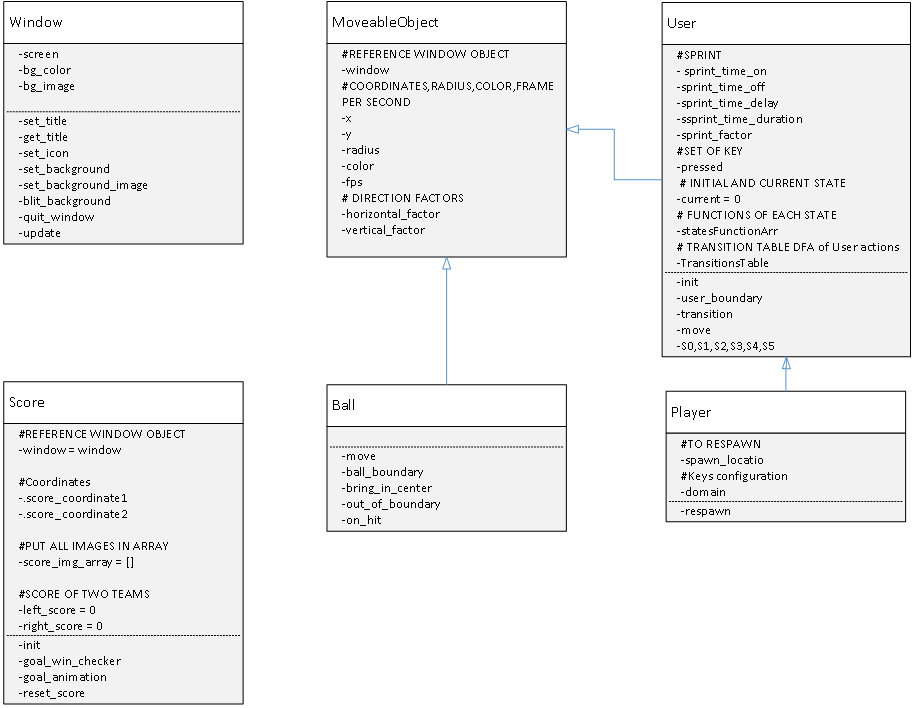 Window
-screen
-bg_color
-bg_image
-set_title
-get_title
-set_icon
-set_background
-set_background_image
-blit_background
-quit_window
-update
MoveableObject
#REFERENCE WINDOW OBJECT
-window
#COORDINATES,RADIUS,COLOR,FRAME
PER SECOND
-x
-y
-radius
-color
-fps
# DIRECTION FACTORS
-horizontal_factor
-vertical_factor
User
#SPRINT
- sprint_time_on
-sprint_time_off
-sprint_time_delay
-ssprint_time_duration
-sprint_factor
#SET OF KEY
-pressed
# INITIAL AND CURRENT STATE
-current = 0
# FUNCTIONS OF EACH STATE
-statesFunctionArr
# TRANSITION TABLE DFA of User actions
-TransitionsTable
-init
-user_boundary
-transition
-move
-S0,S1,S2,S3,S4,S5
Score
#REFERENCE WINDOW OBJECT
-window = window
#Coordinates
-.score_coordinate1
-.score_coordinate2
#PUT ALL IMAGES IN ARRAY
-score_img_array = []
#SCORE OF TWO TEAMS
-left_score = 0
-right_score = 0
-init
-goal_win_checker
-goal_animation
-reset_score
Ball
-move
-ball_boundary
-bring_in_center
-out_of_boundary
-on_hit
Player
#TO RESPAWN
-spawn_locatio
#Keys configuration
-domain
-respawn